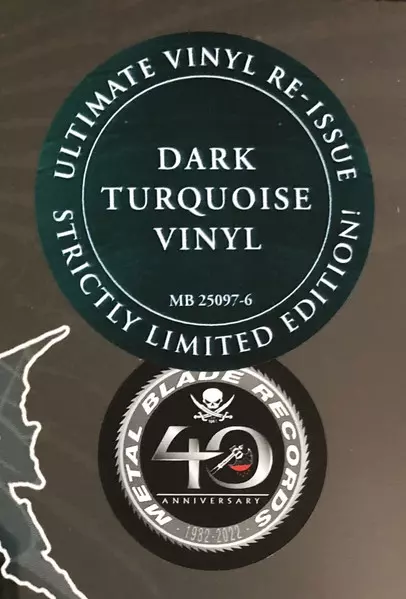 ULTIMATE VINYL RE-ISSUE
DARK
TURQUOISE
VINYL
MB 25097-6
STRICTLY LIMITED EDITION!
METAL BLADE RECORDS
40
ANNIVERSARY
- 1982-2022 -